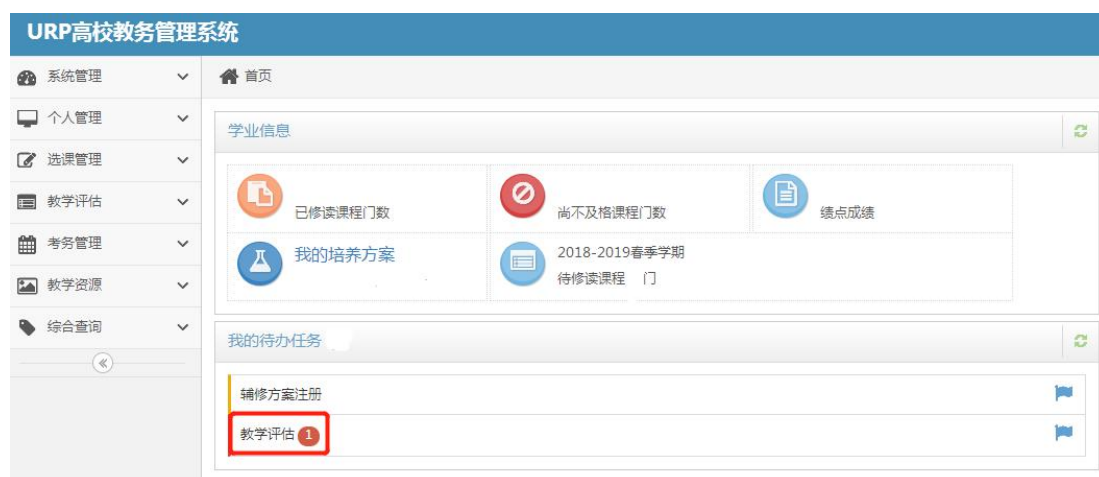 URP高校教务管理系统
系统管理
个人管理
选课管理
教学评估
考务管理
教学资源
综合查询
首页
学业信息
已修读课程门数
尚不及格课程门数
绩点成绩
我的培养方案
2018-2019春季学期
待修读课程 门
我的待办任务
辅修方案注册
教学评估 1